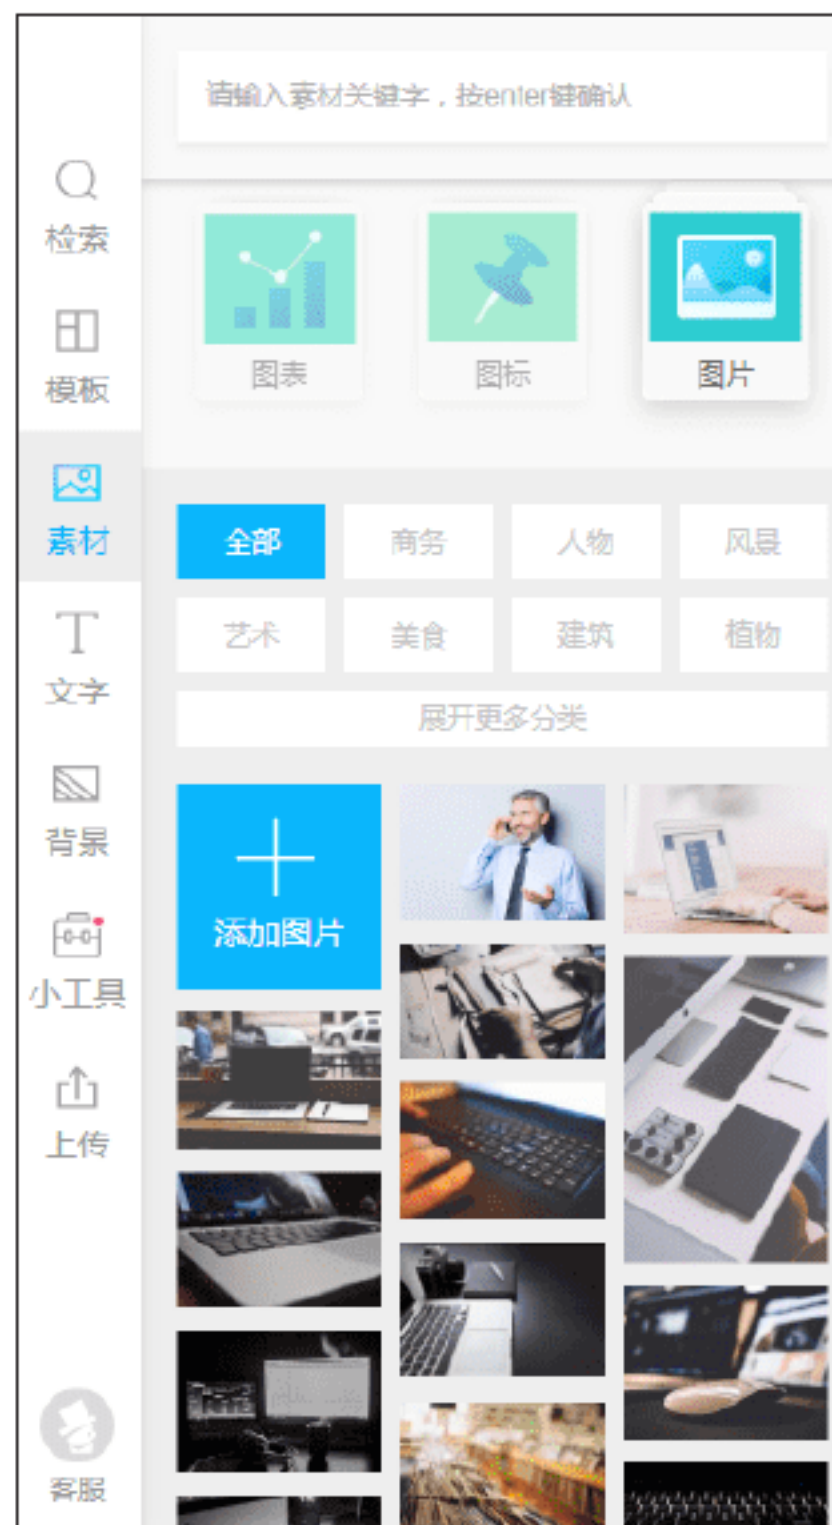 请输入素材关键字，按enter键确认
检索
模板
素材
文字
背景
小工具
上传
客服
图表
图标
图片
全部
商务
人物
风景
艺术
美食
建筑
植物
展开更多分类
添加图片